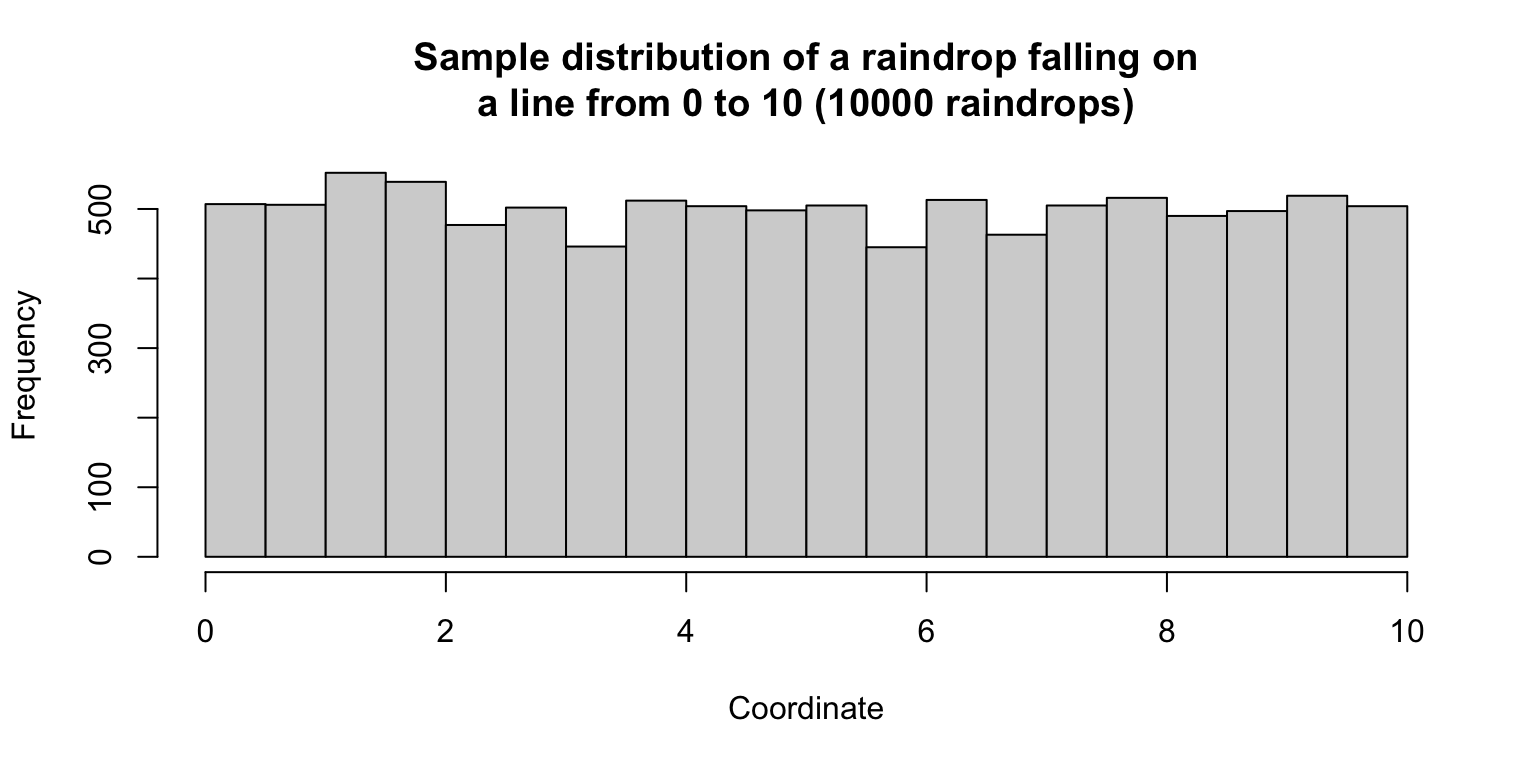 Sample distribution of a raindrop falling on
a line from 0 to 10 (10000 raindrops)
Frequency
500
300
100
0
0 2 4 6 8 10
Coordinate